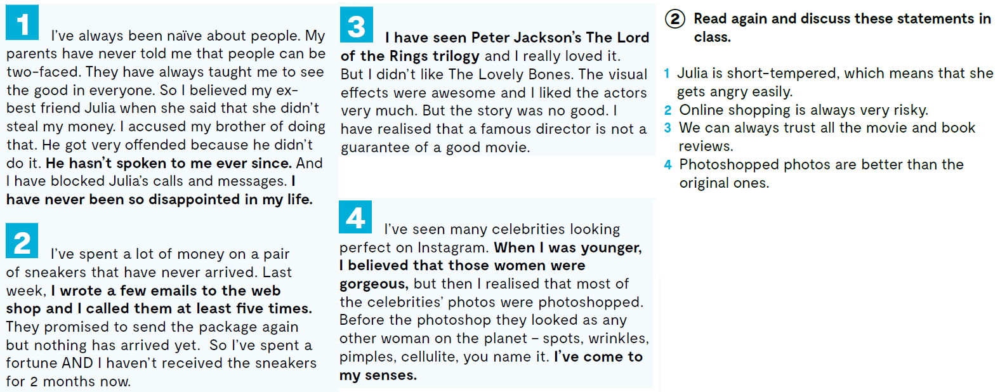 1
I've always been naïve about people. My
parents have never told me that people can be
two-faced. They have always taught me to see
the good in everyone. So I believed my ex-
best friend Julia when she said that she didn't
steal my money. I accused my brother of doing
that. He got very offended because he didn't
do it. He hasn't spoken to me ever since. And
I have blocked Julia's calls and messages. I
have never been so disappointed in my life.
2
I've spent a lot of money on a pair
of sneakers that have never arrived. Last
week, I wrote a few emails to the web
shop and I called them at least five times.
They promised to send the package again
but nothing has arrived yet.  So I've spent a
fortune AND I haven't received the sneakers
for 2 months now.
3
I have seen Peter Jackson's The Lord
of the Rings trilogy and I really loved it.
But I didn't like The Lovely Bones. The visual
effects were awesome and I liked the actors
very much. But the story was no good. I
have realised that a famous director is not a
guarantee of a good movie.
4
I've seen many celebrities looking
perfect on Instagram. When I was younger,
I believed that those women were
gorgeous, but then I realised that most of
the celebrities' photos were photoshopped.
Before the photoshop they looked as any
other woman on the planet – spots, wrinkles,
pimples, cellulite, you name it. I've come to
my senses.
2 Read again and discuss these statements in
class.
1 Julia is short-tempered, which means that she
gets angry easily.
2 Online shopping is always very risky.
3 We can always trust all the movie and book
reviews.
4 Photoshopped photos are better than the
original ones.